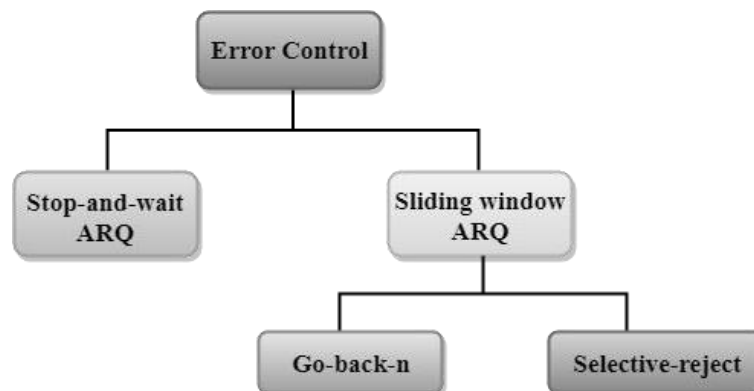 Error Control
Stop-and-wait
ARQ
Sliding window
ARQ
Go-back-n
Selective-reject